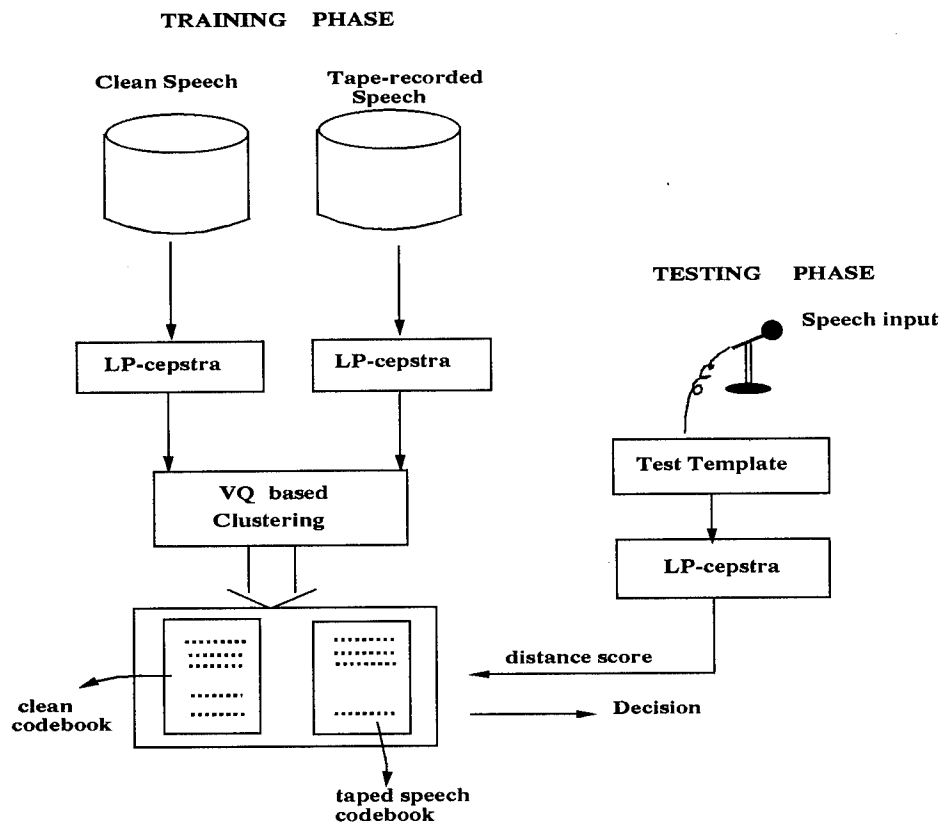 TRAINING PHASE
Clean Speech
Tape-recorded
Speech
LP-cepstra
LP-cepstra
VQ based
Clustering
clean
codebook
taped speech
codebook
TESTING PHASE
Speech input
Test Template
LP-cepstra
distance score
Decision